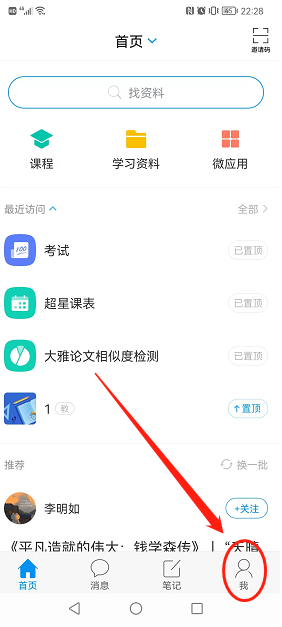 22:28
首页
邀请码
找资料
课程 学习资料 微应用
最近访问 全部
考试 已置顶
超星课表 已置顶
大雅论文相似度检测 已置顶
1 教 置顶
推荐 换一批
李明如 +关注
《平凡造就的伟大：钱学森传》|
首页 消息 笔记 我